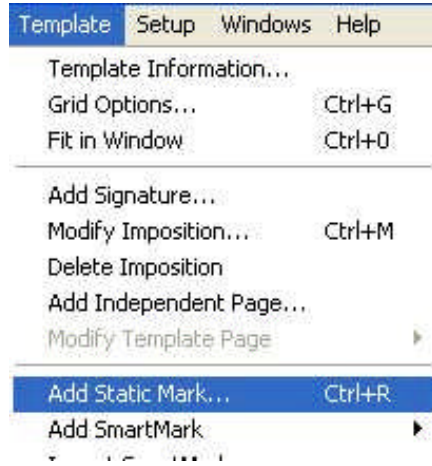 Template Setup Windows Help
Template Information...
Grid Options... Ctrl+G
Fit in Window Ctrl+0
Add Signature...
Modify Imposition... Ctrl+M
Delete Imposition
Add Independent Page...
Modify Template Page
Add Static Mark... Ctrl+R
Add SmartMark